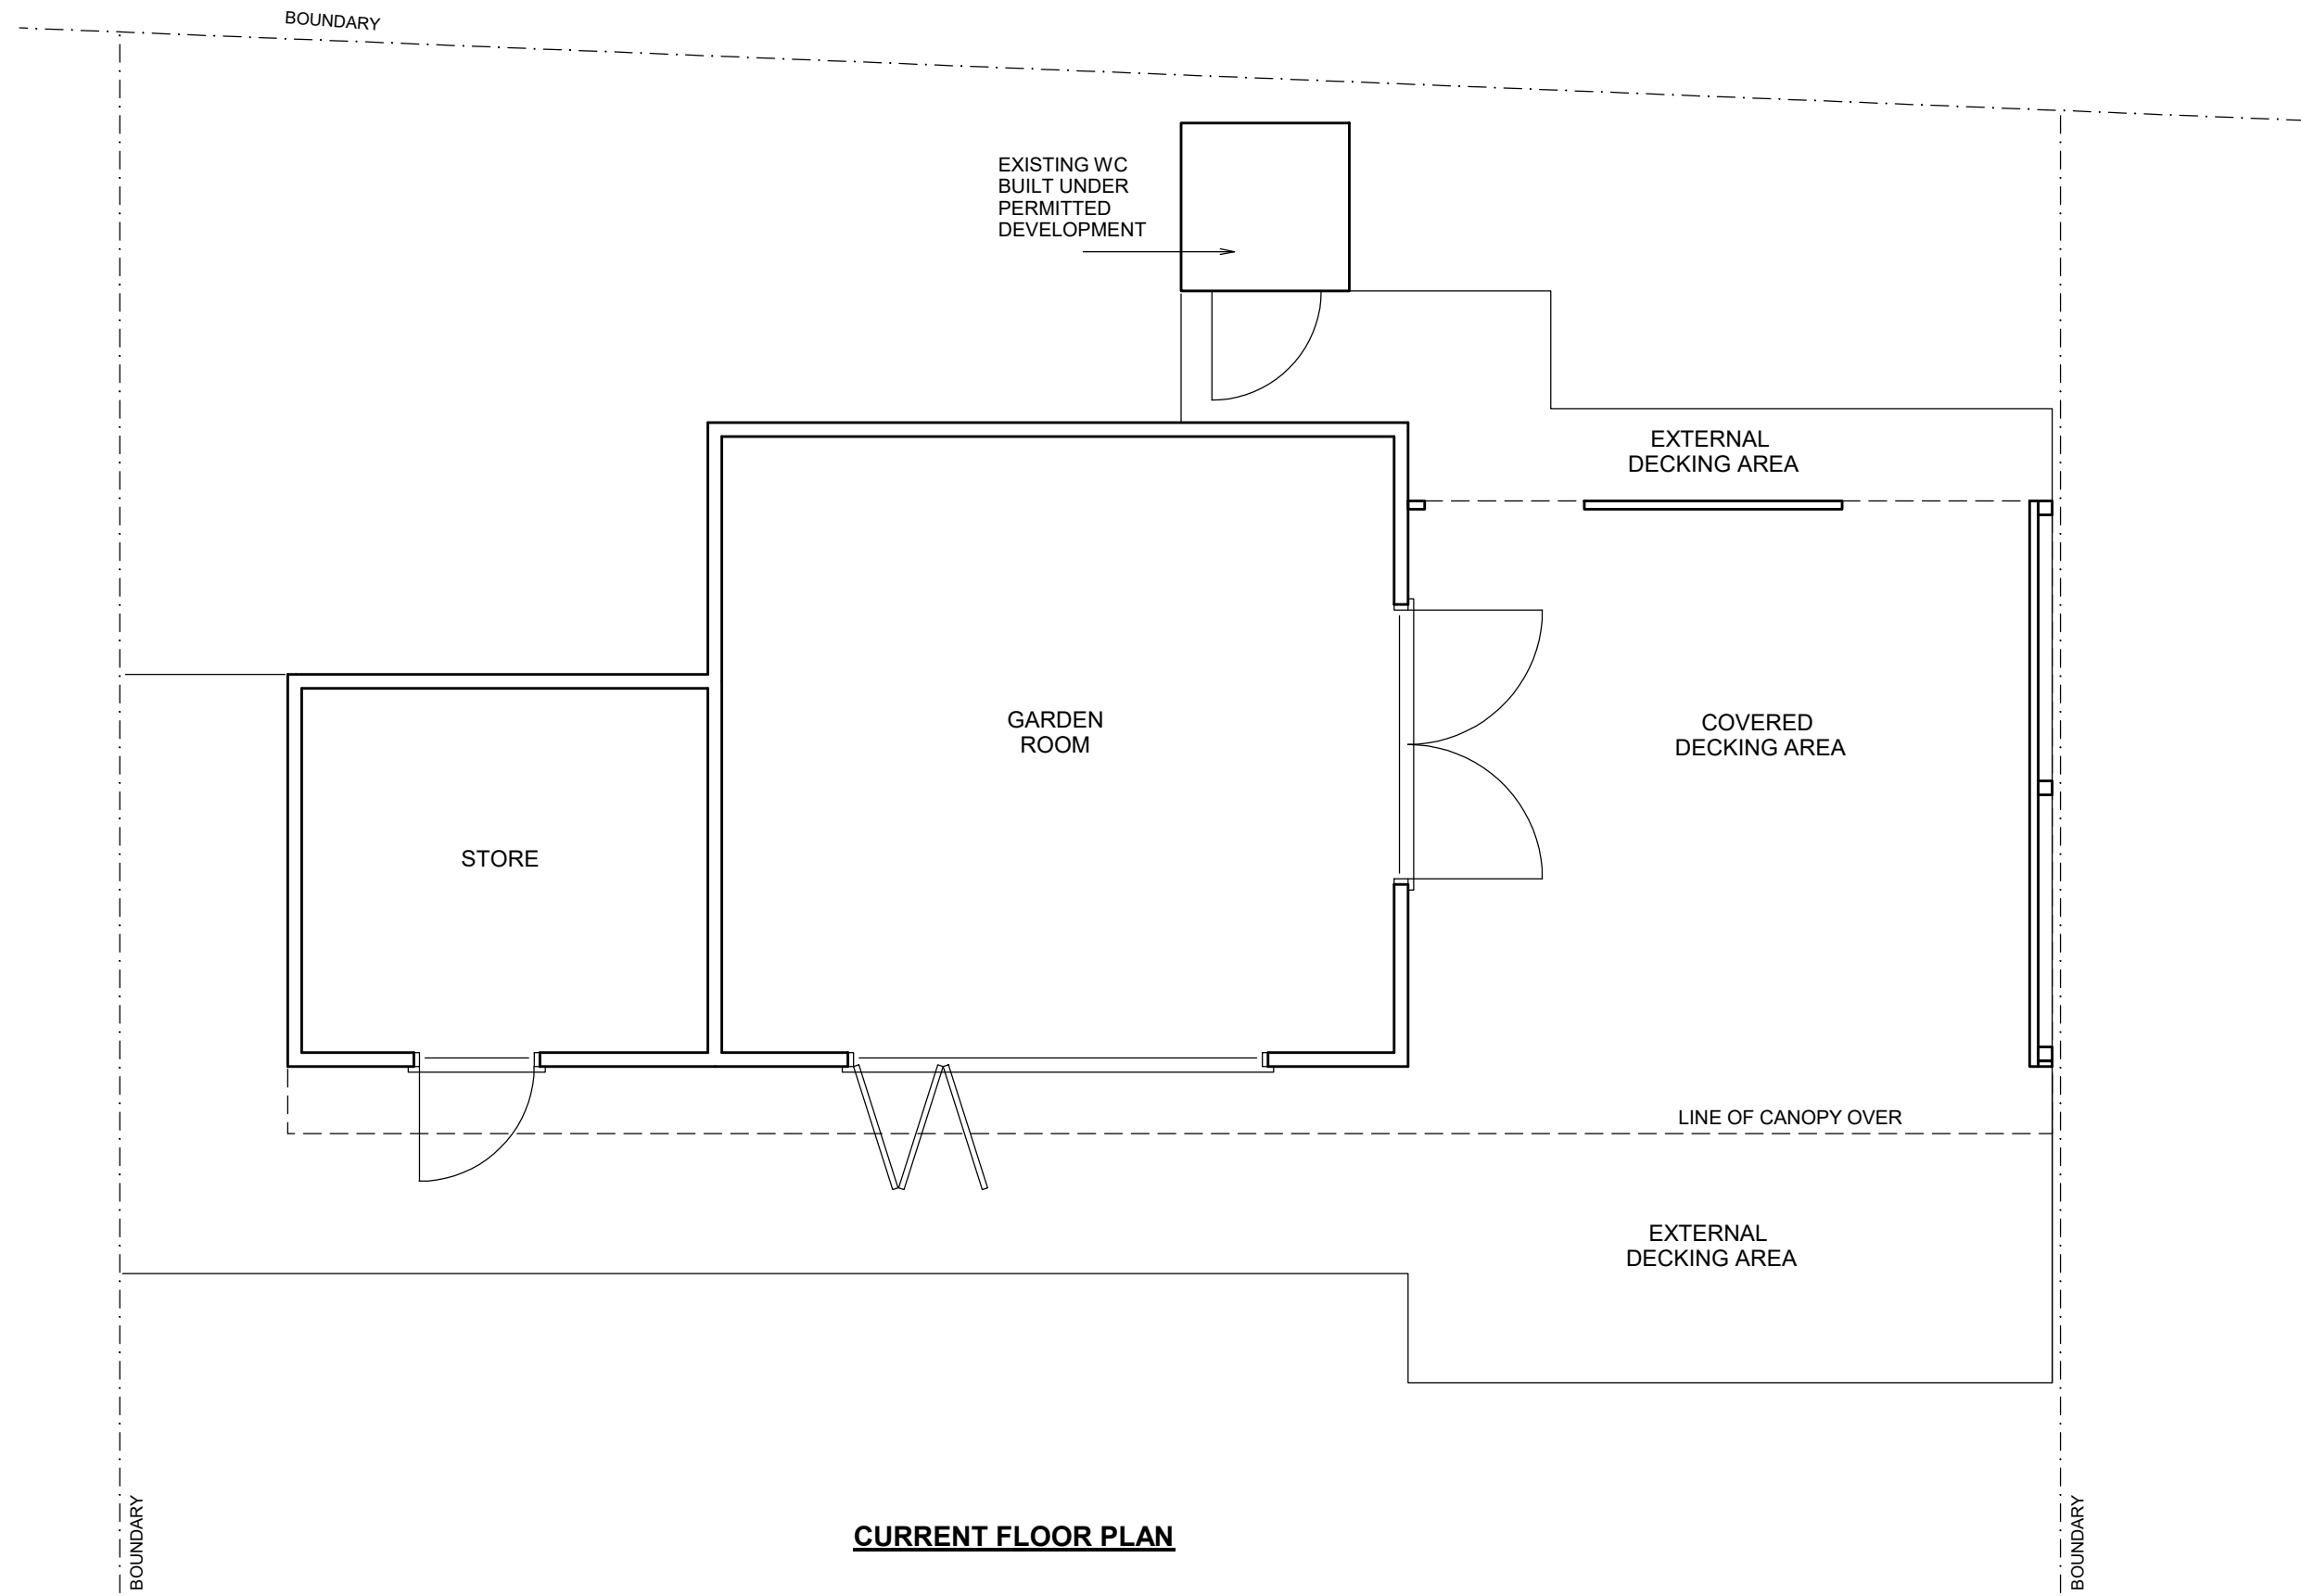 BOUNDARY
EXISTING WC
BUILT UNDER
PERMITTED
DEVELOPMENT
EXTERNAL
DECKING AREA
GARDEN
ROOM
COVERED
DECKING AREA
STORE
LINE OF CANOPY OVER
EXTERNAL
DECKING AREA
BOUNDARY
BOUNDARY
CURRENT FLOOR PLAN